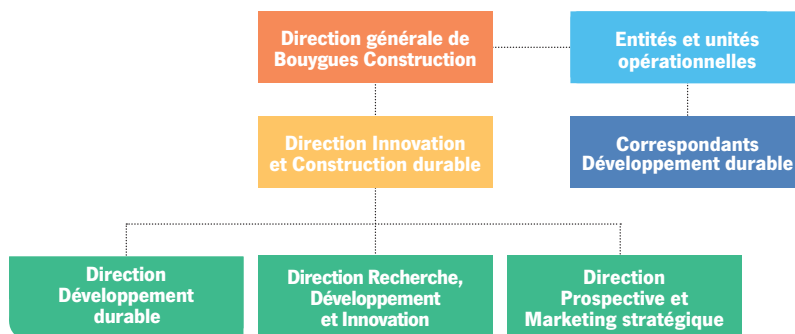 Direction générale de
Bouygues Construction
Entités et unités
opérationnelles
Direction Innovation
et Construction durable
Correspondants
Développement durable
Direction
Développement
durable
Direction Recherche,
Développement
et Innovation
Direction
Prospective et
Marketing stratégique